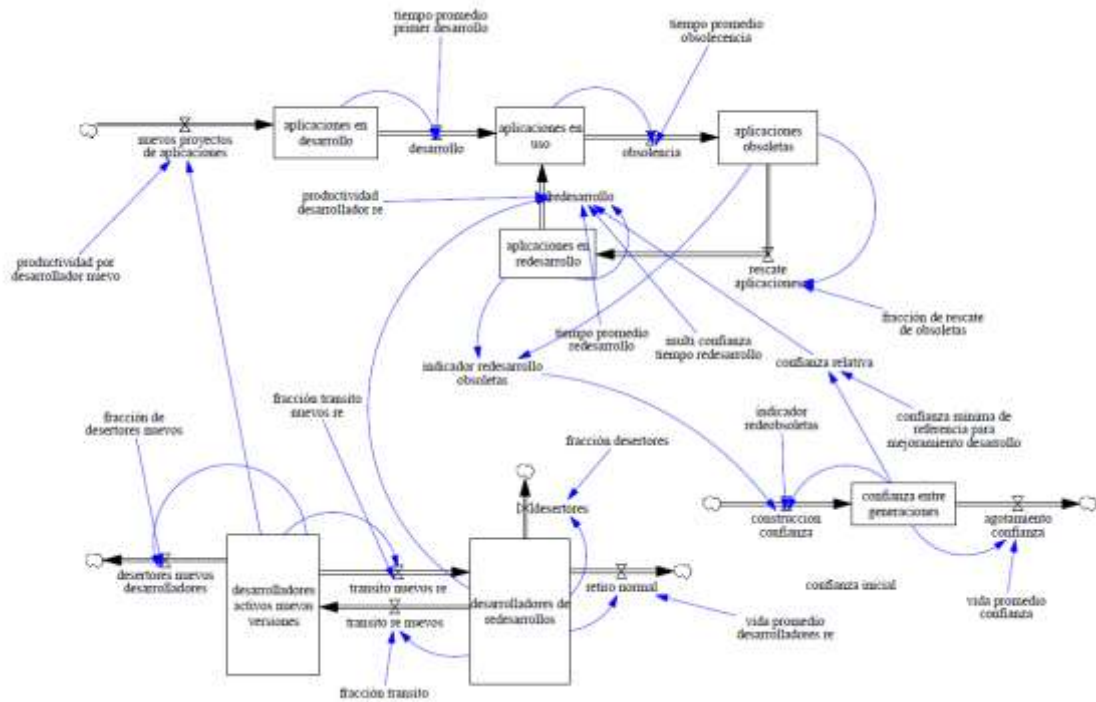 tiempo promedio
primer desarrollo
tiempo promedio
obsolecencia
aplicaciones en
desarrollo
aplicaciones en
uso
aplicaciones
obsoletas
nuevos proyectos
de aplicaciones
desarrollo
obsolencia
productividad
desarrollador re
redesarrollo
aplicaciones en
redesarrollo
rescate
aplicaciones
productividad por
desarrollador nuevo
fracción de rescate
de obsoletas
tiempo promedio
redesarrollo
multi confianza
tiempo redesarrollo
confianza relativa
indicador redesarrollo
obsoletas
fracción transito
nuevos re
fracción de
desertores nuevos
indicador
redeobsoletas
confianza minima de
referencia para
mejoramiento desarrollo
fracción desertores
desertores
confianza entre
generaciones
construccion
confianza
agotamiento
confianza
desertores nuevos
desarrolladores
desarrolladores
activos nuevos
versiones
transito nuevos re
transito re nuevos
desarrolladores de
redesarrollos
retiro normal
confianza inicial
vida promedio
confianza
vida promedio
desarrolladores re
fracción transito